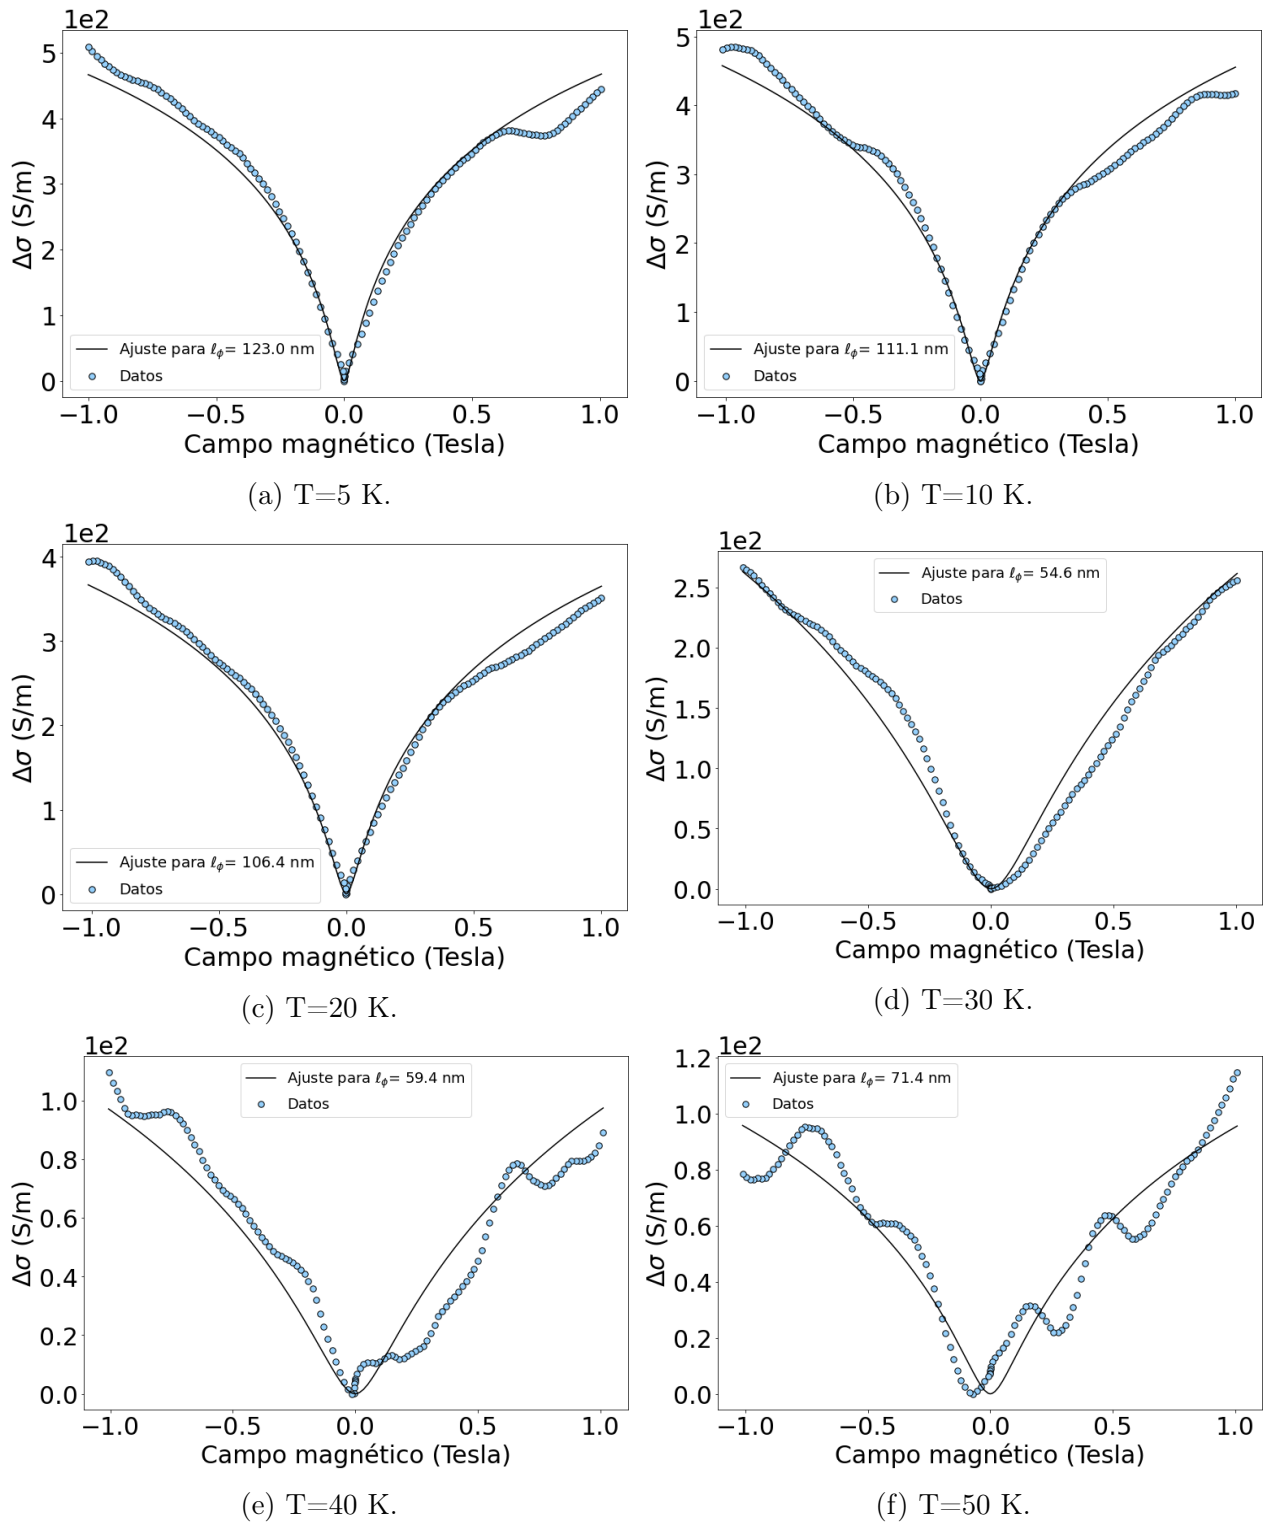 1e2
5
4
3
2
1
0
Δσ (S/m)
Ajuste para ℓϕ= 123.0 nm
Datos
−1.0 −0.5 0.0 0.5 1.0
Campo magnético (Tesla)
(a) T=5 K.
1e2
5
4
3
2
1
0
Δσ (S/m)
Ajuste para ℓϕ= 111.1 nm
Datos
−1.0 −0.5 0.0 0.5 1.0
Campo magnético (Tesla)
(b) T=10 K.
1e2
4
3
2
1
0
Δσ (S/m)
Ajuste para ℓϕ= 106.4 nm
Datos
−1.0 −0.5 0.0 0.5 1.0
Campo magnético (Tesla)
(c) T=20 K.
1e2
2.5
2.0
1.5
1.0
0.5
0.0
Δσ (S/m)
Ajuste para ℓϕ= 54.6 nm
Datos
−1.0 −0.5 0.0 0.5 1.0
Campo magnético (Tesla)
(d) T=30 K.
1e2
1.0
0.8
0.6
0.4
0.2
0.0
Δσ (S/m)
Ajuste para ℓϕ= 59.4 nm
Datos
−1.0 −0.5 0.0 0.5 1.0
Campo magnético (Tesla)
(e) T=40 K.
1e2
1.2
1.0
0.8
0.6
0.4
0.2
0.0
Δσ (S/m)
Ajuste para ℓϕ= 71.4 nm
Datos
−1.0 −0.5 0.0 0.5 1.0
Campo magnético (Tesla)
(f) T=50 K.